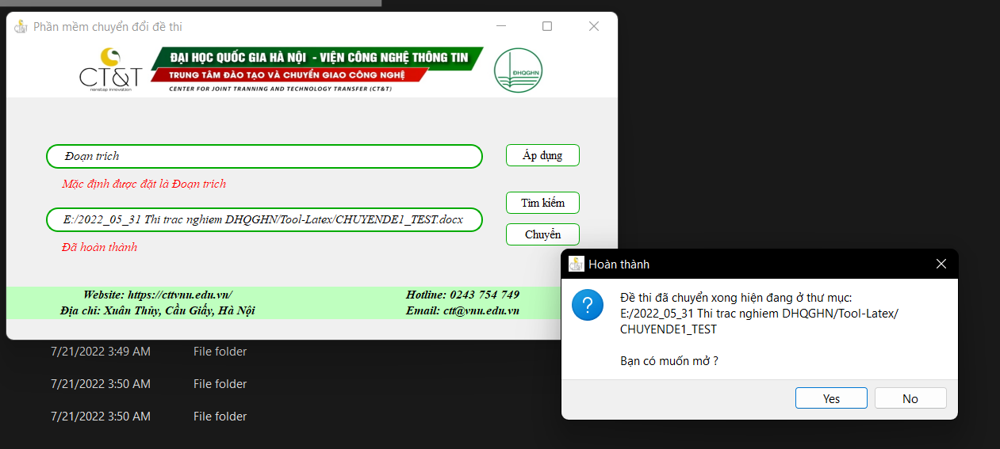 Phần mềm chuyển đổi đề thi
CT&T
nonstop innovation
ĐẠI HỌC QUỐC GIA HÀ NỘI - VIỆN CÔNG NGHỆ THÔNG TIN
TRUNG TÂM ĐÀO TẠO VÀ CHUYỂN GIAO CÔNG NGHỆ
CENTER FOR JOINT TRANNING AND TECHNOLOGY TRANSFER (CT&T)
ĐHQGHN
Đoạn trích
Áp dụng
Mặc định được đặt là Đoạn trích
Tìm kiếm
E:/2022_05_31 Thi trac nghiem DHQGHN/Tool-Latex/CHUYENDE1_TEST.docx
Chuyển
Đã hoàn thành
Website: https://cttvnu.edu.vn/
Hotline: 0243 754 749
Địa chỉ: Xuân Thủy, Cầu Giấy, Hà Nội
Email: ctt@vnu.edu.vn
Hoàn thành
Đề thi đã chuyển xong hiện đang ở thư mục:
E:/2022_05_31 Thi trac nghiem DHQGHN/Tool-Latex/
CHUYENDE1_TEST
Bạn có muốn mở ?
Yes
No
7/21/2022 3:49 AM File folder
7/21/2022 3:50 AM File folder
7/21/2022 3:50 AM File folder